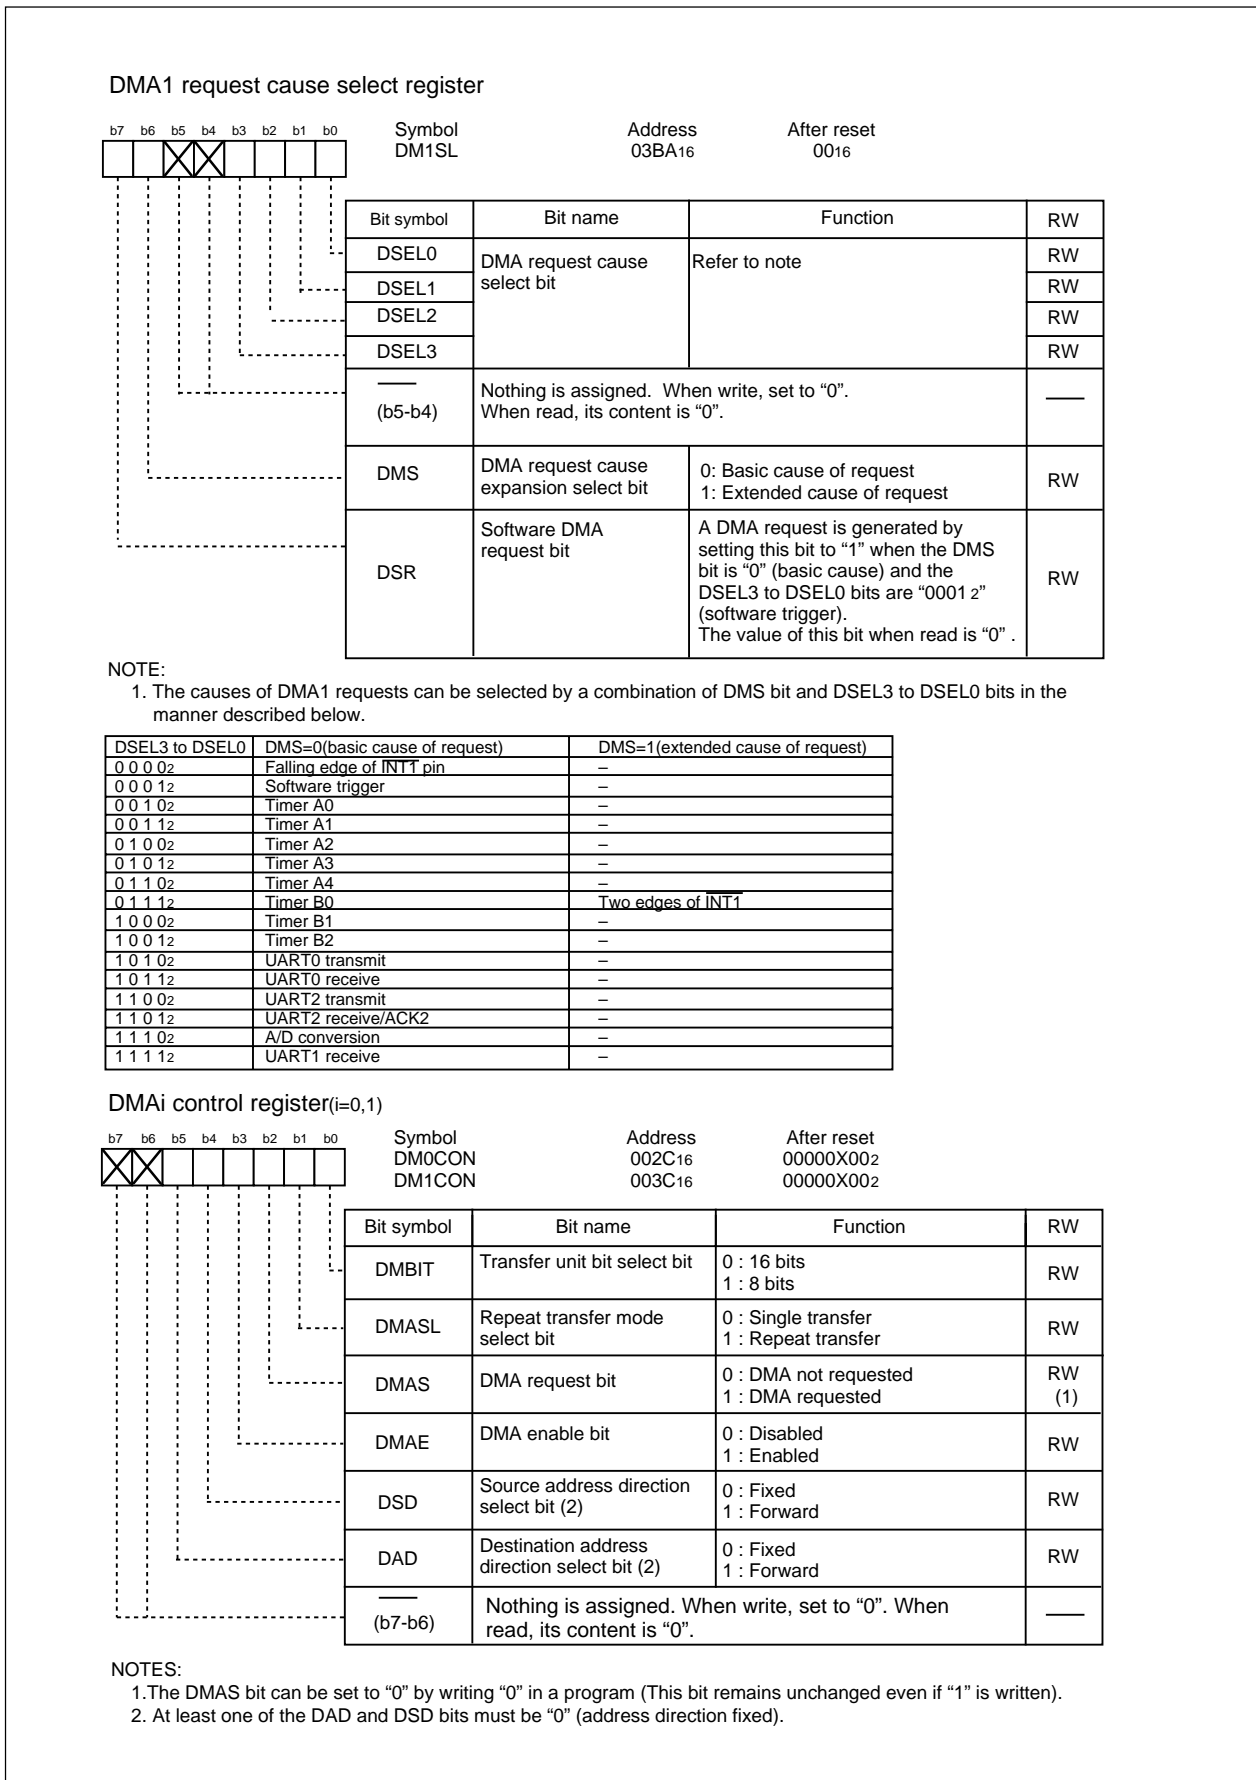 DMA1 request cause select register
b7 b6 b5 b4 b3 b2 b1 b0
Symbol Address After reset
DM1SL 03BA16 0016
Bit symbol Bit name Function RW
DSEL0 DMA request cause select bit Refer to note RW
DSEL1 RW
DSEL2 RW
DSEL3 RW
(b5-b4) Nothing is assigned. When write, set to “0”.
When read, its content is “0”.
DMS DMA request cause expansion select bit 0: Basic cause of request RW
1: Extended cause of request
DSR Software DMA request bit A DMA request is generated by RW
setting this bit to “1” when the DMS
bit is “0” (basic cause) and the
DSEL3 to DSEL0 bits are “0001 2”
(software trigger).
The value of this bit when read is “0” .
NOTE:
1. The causes of DMA1 requests can be selected by a combination of DMS bit and DSEL3 to DSEL0 bits in the
manner described below.
DSEL3 to DSEL0 DMS=0(basic cause of request) DMS=1(extended cause of request)
0 0 0 02 Falling edge of INT1 pin –
0 0 0 12 Software trigger –
0 0 1 02 Timer A0 –
0 0 1 12 Timer A1 –
0 1 0 02 Timer A2 –
0 1 0 12 Timer A3 –
0 1 1 02 Timer A4 –
0 1 1 12 Timer B0 Two edges of INT1
1 0 0 02 Timer B1 –
1 0 0 12 Timer B2 –
1 0 1 02 UART0 transmit –
1 0 1 12 UART0 receive –
1 1 0 02 UART2 transmit –
1 1 0 12 UART2 receive/ACK2 –
1 1 1 02 A/D conversion –
1 1 1 12 UART1 receive –
DMAi control register(i=0,1)
b7 b6 b5 b4 b3 b2 b1 b0
Symbol Address After reset
DM0CON 002C16 00000X002
DM1CON 003C16 00000X002
Bit symbol Bit name Function RW
DMBIT Transfer unit bit select bit 0 : 16 bits RW
1 : 8 bits
DMASL Repeat transfer mode select bit 0 : Single transfer RW
1 : Repeat transfer
DMAS DMA request bit 0 : DMA not requested RW
1 : DMA requested (1)
DMAE DMA enable bit 0 : Disabled RW
1 : Enabled
DSD Source address direction select bit (2) 0 : Fixed RW
1 : Forward
DAD Destination address direction select bit (2) 0 : Fixed RW
1 : Forward
(b7-b6) Nothing is assigned. When write, set to “0”. When
read, its content is “0”.
NOTES:
1.The DMAS bit can be set to “0” by writing “0” in a program (This bit remains unchanged even if “1” is written).
2. At least one of the DAD and DSD bits must be “0” (address direction fixed).